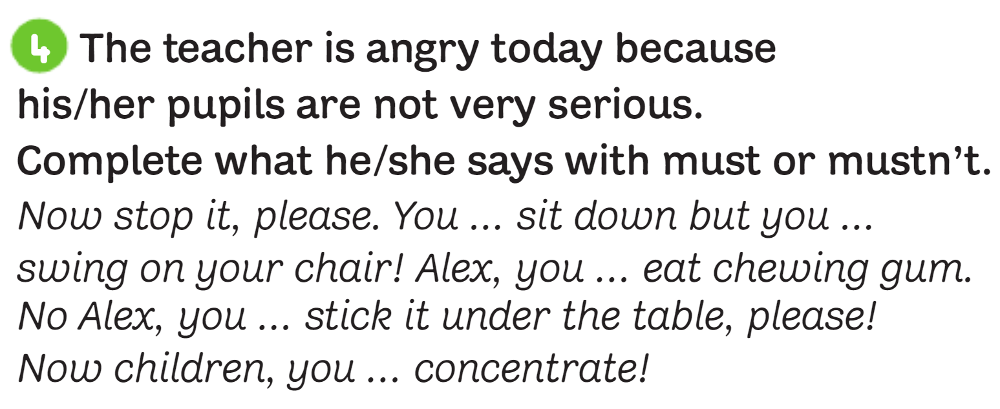 4 The teacher is angry today because
his/her pupils are not very serious.
Complete what he/she says with must or mustn’t.
Now stop it, please. You ... sit down but you ...
swing on your chair! Alex, you ... eat chewing gum.
No Alex, you ... stick it under the table, please!
Now children, you ... concentrate!